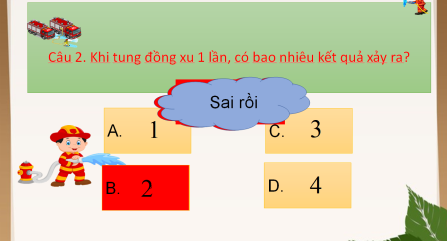 Câu 2. Khi tung đồng xu 1 lần, có bao nhiêu kết quả xảy ra?
Sai rồi
A. 1
C. 3
B. 2
D. 4